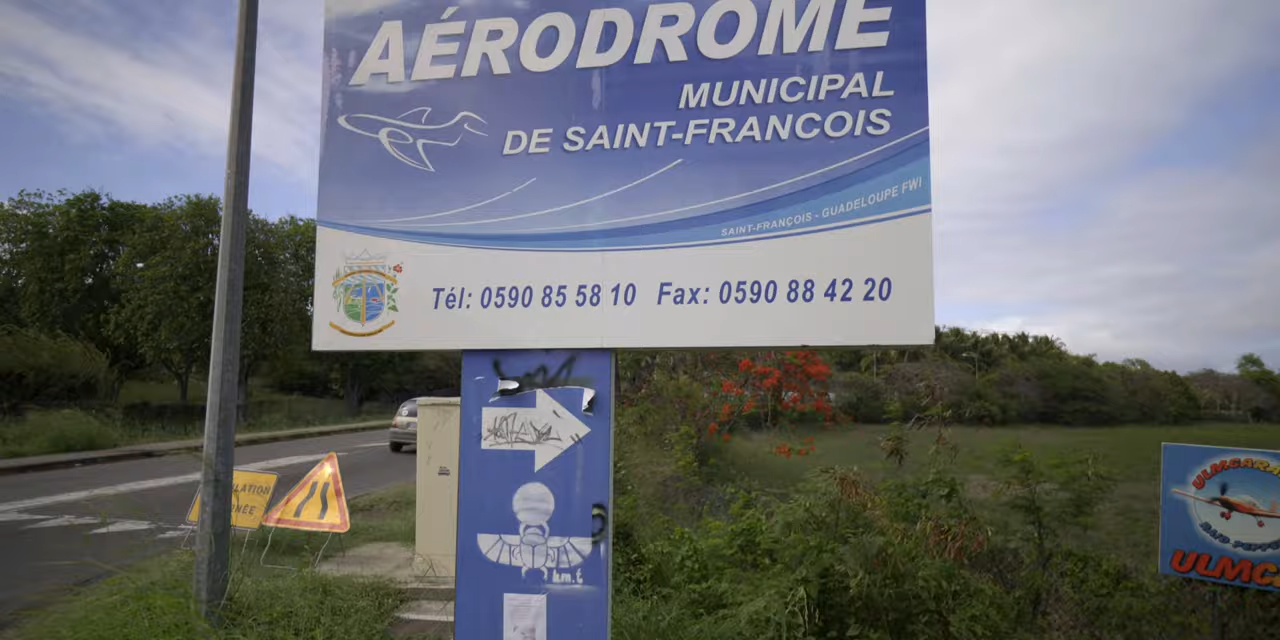 AÉRODROME
MUNICIPAL
DE SAINT-FRANCOIS
SAINT-FRANÇOIS - GUADELOUPE FWI
Tél: 0590 85 58 10 Fax: 0590 88 42 20
h.m.t